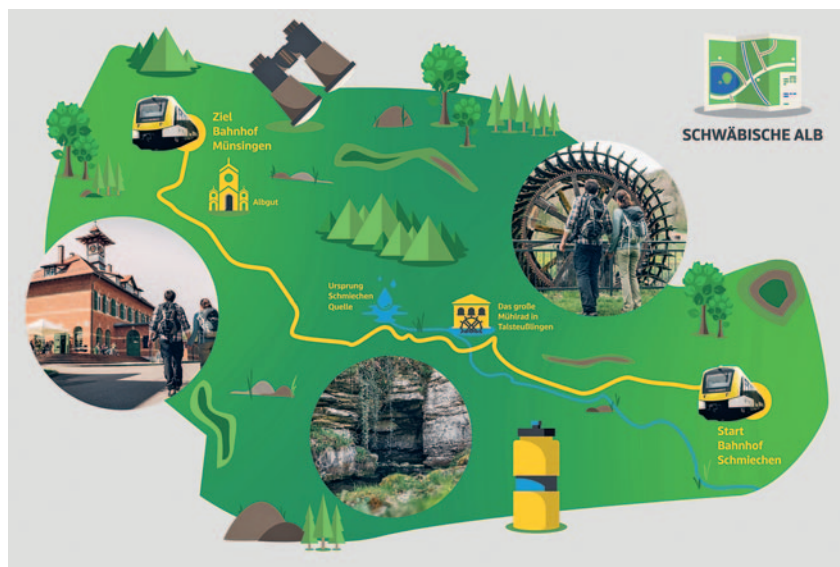 SCHWÄBISCHE ALB
Ziel
Bahnhof
Münsingen
Albgut
Ursprung
Schmiechen
Quelle
Das große
Mühlrad in
Talsteußlingen
Start
Bahnhof
Schmiechen